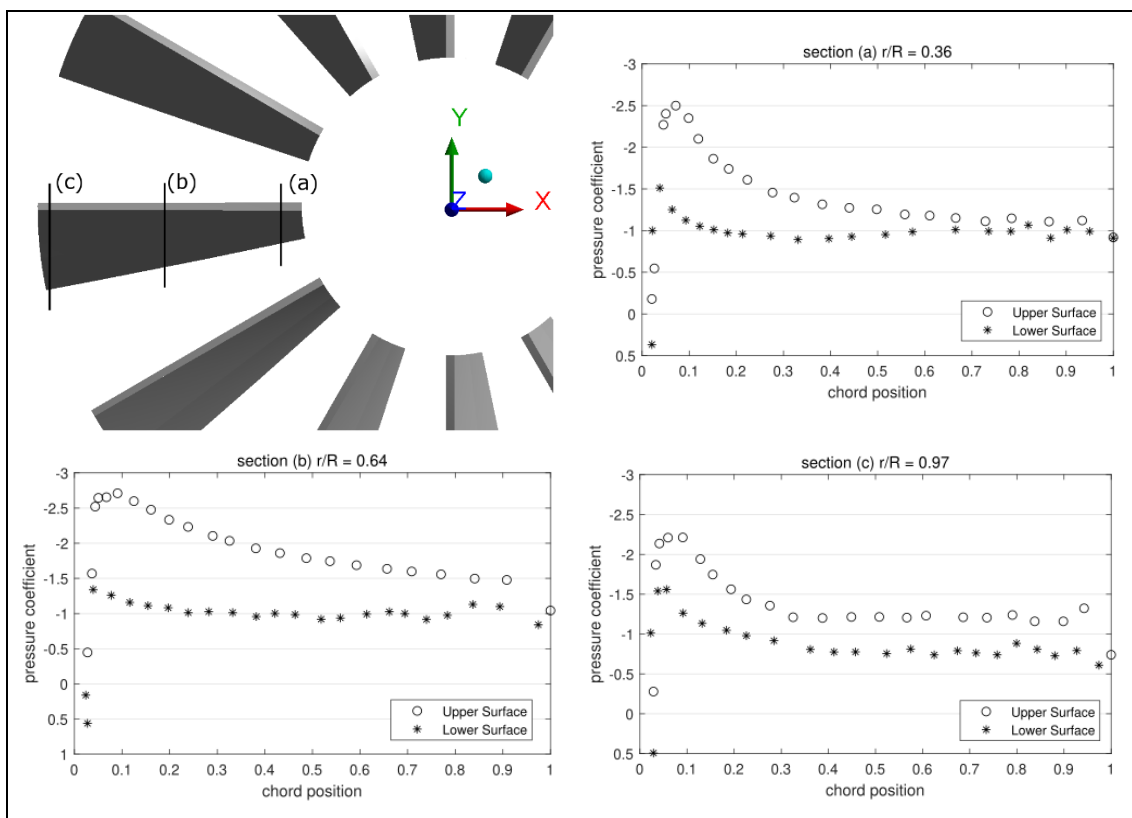 (c)
(b)
(a)
Y
Z
X
section (a) r/R = 0.36
pressure coefficient
-3
-2.5
-2
-1.5
-1
-0.5
0
0.5
0 0.1 0.2 0.3 0.4 0.5 0.6 0.7 0.8 0.9 1
chord position
Upper Surface
Lower Surface
section (b) r/R = 0.64
pressure coefficient
-3
-2.5
-2
-1.5
-1
-0.5
0
0.5
1
0 0.1 0.2 0.3 0.4 0.5 0.6 0.7 0.8 0.9 1
chord position
Upper Surface
Lower Surface
section (c) r/R = 0.97
pressure coefficient
-3
-2.5
-2
-1.5
-1
-0.5
0
0.5
0 0.1 0.2 0.3 0.4 0.5 0.6 0.7 0.8 0.9 1
chord position
Upper Surface
Lower Surface